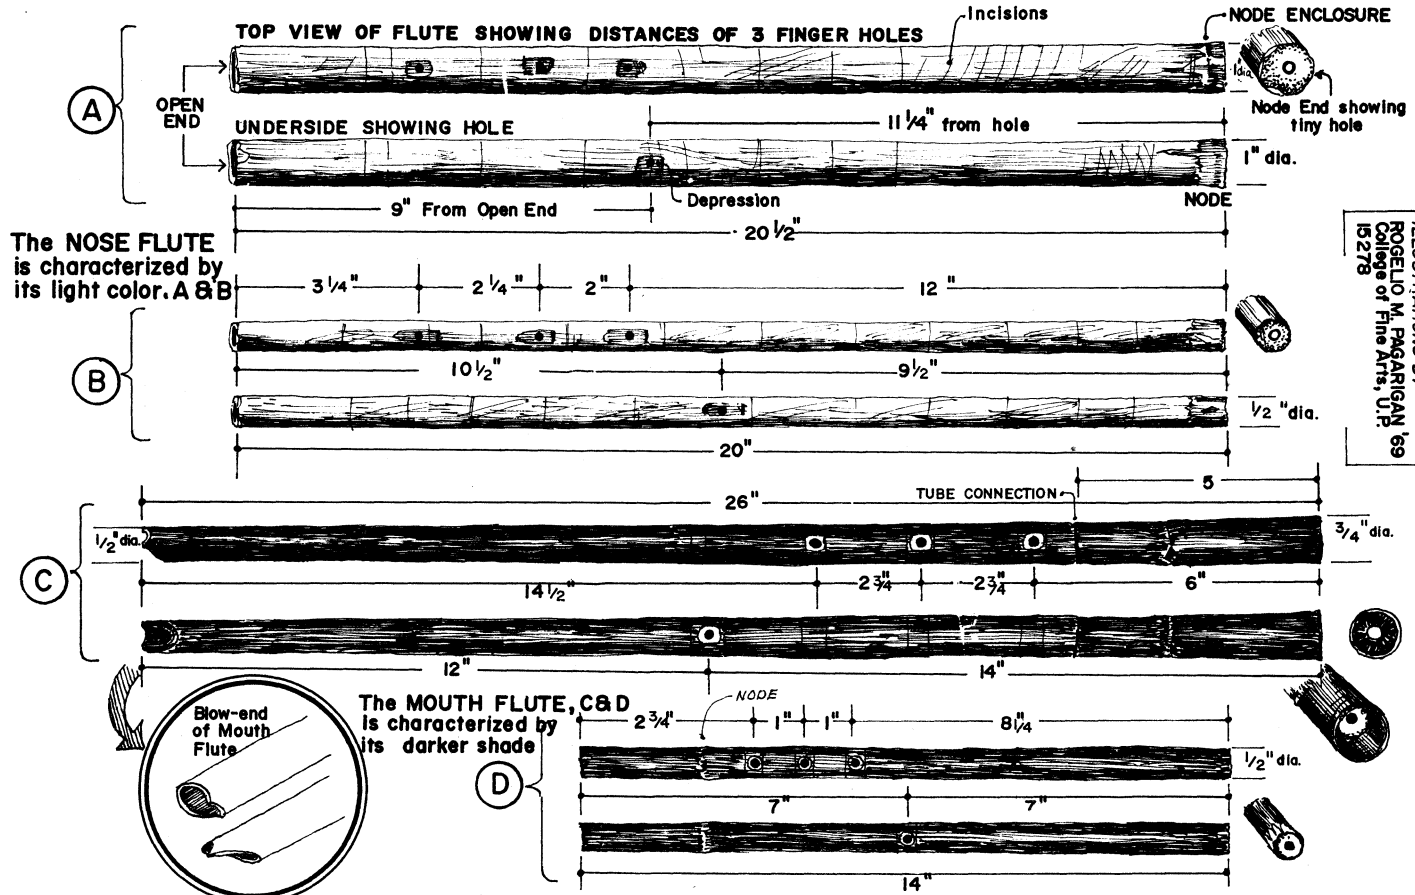 TOP VIEW OF FLUTE SHOWING DISTANCES OF 3 FINGER HOLES
Incisions
NODE ENCLOSURE
A
OPEN
END
1" dia.
Node End showing
tiny hole
UNDERSIDE SHOWING HOLE
11 1/4" from hole
1" dia.
9" From Open End
Depression
NODE
20 1/2"
The NOSE FLUTE
is characterized by
its light color. A & B
3 1/4"
2 1/4"
2"
12"
B
10 1/2"
9 1/2"
1/2" dia.
20"
ROGELIO M. PAGARIGAN '69
College of Fine Arts, U.P.
15278
26"
TUBE CONNECTION
5
C
1/2" dia.
3/4" dia.
14 1/2"
2 3/4"
2 3/4"
6"
12"
14"
Blow-end
of Mouth
Flute
The MOUTH FLUTE, C&D
is characterized by
its darker shade
NODE
2 3/4"
1"
1"
8 1/4
D
1/2" dia.
7"
7"
14"